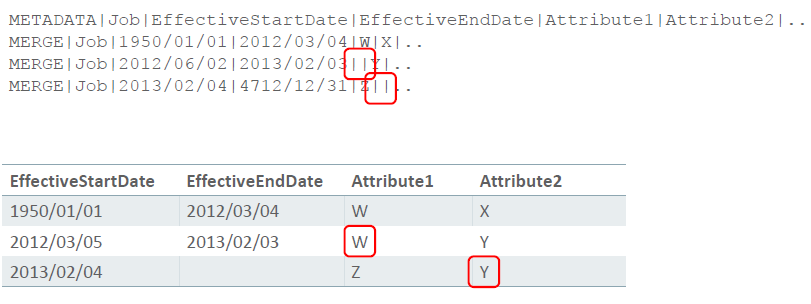 METADATA|Job|EffectiveStartDate|EffectiveEndDate|Attribute1|Attribute2|..
MERGE|Job|1950/01/01|2012/03/04|W|X|..
MERGE|Job|2012/06/02|2013/02/03||Y|..
MERGE|Job|2013/02/04|4712/12/31|Z||..
EffectiveStartDate EffectiveEndDate Attribute1 Attribute2
1950/01/01 2012/03/04 W X
2012/03/05 2013/02/03 W Y
2013/02/04 Z Y